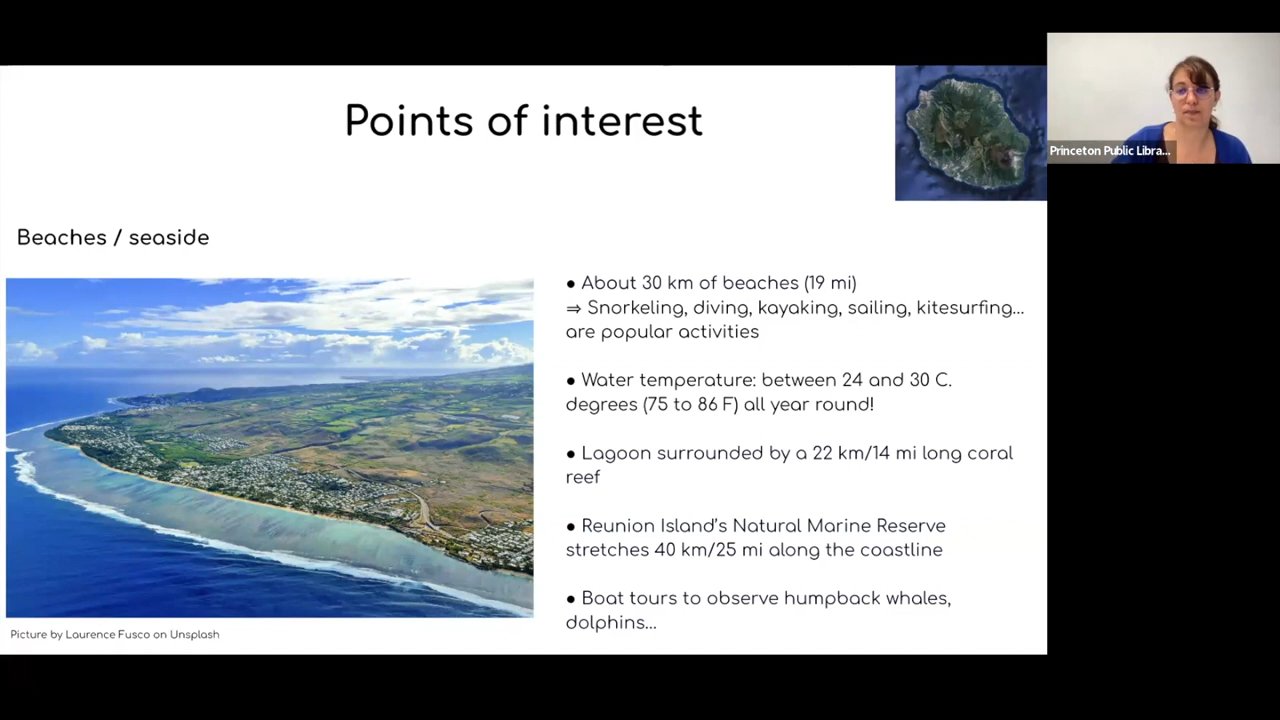 Points of interest
Princeton Public Libra...
Beaches / seaside
● About 30 km of beaches (19 mi)
⇒ Snorkeling, diving, kayaking, sailing, kitesurfing...
are popular activities
● Water temperature: between 24 and 30 C.
degrees (75 to 86 F) all year round!
● Lagoon surrounded by a 22 km/14 mi long coral
reef
● Reunion Island's Natural Marine Reserve
stretches 40 km/25 mi along the coastline
● Boat tours to observe humpback whales,
dolphins...
Picture by Laurence Fusco on Unsplash